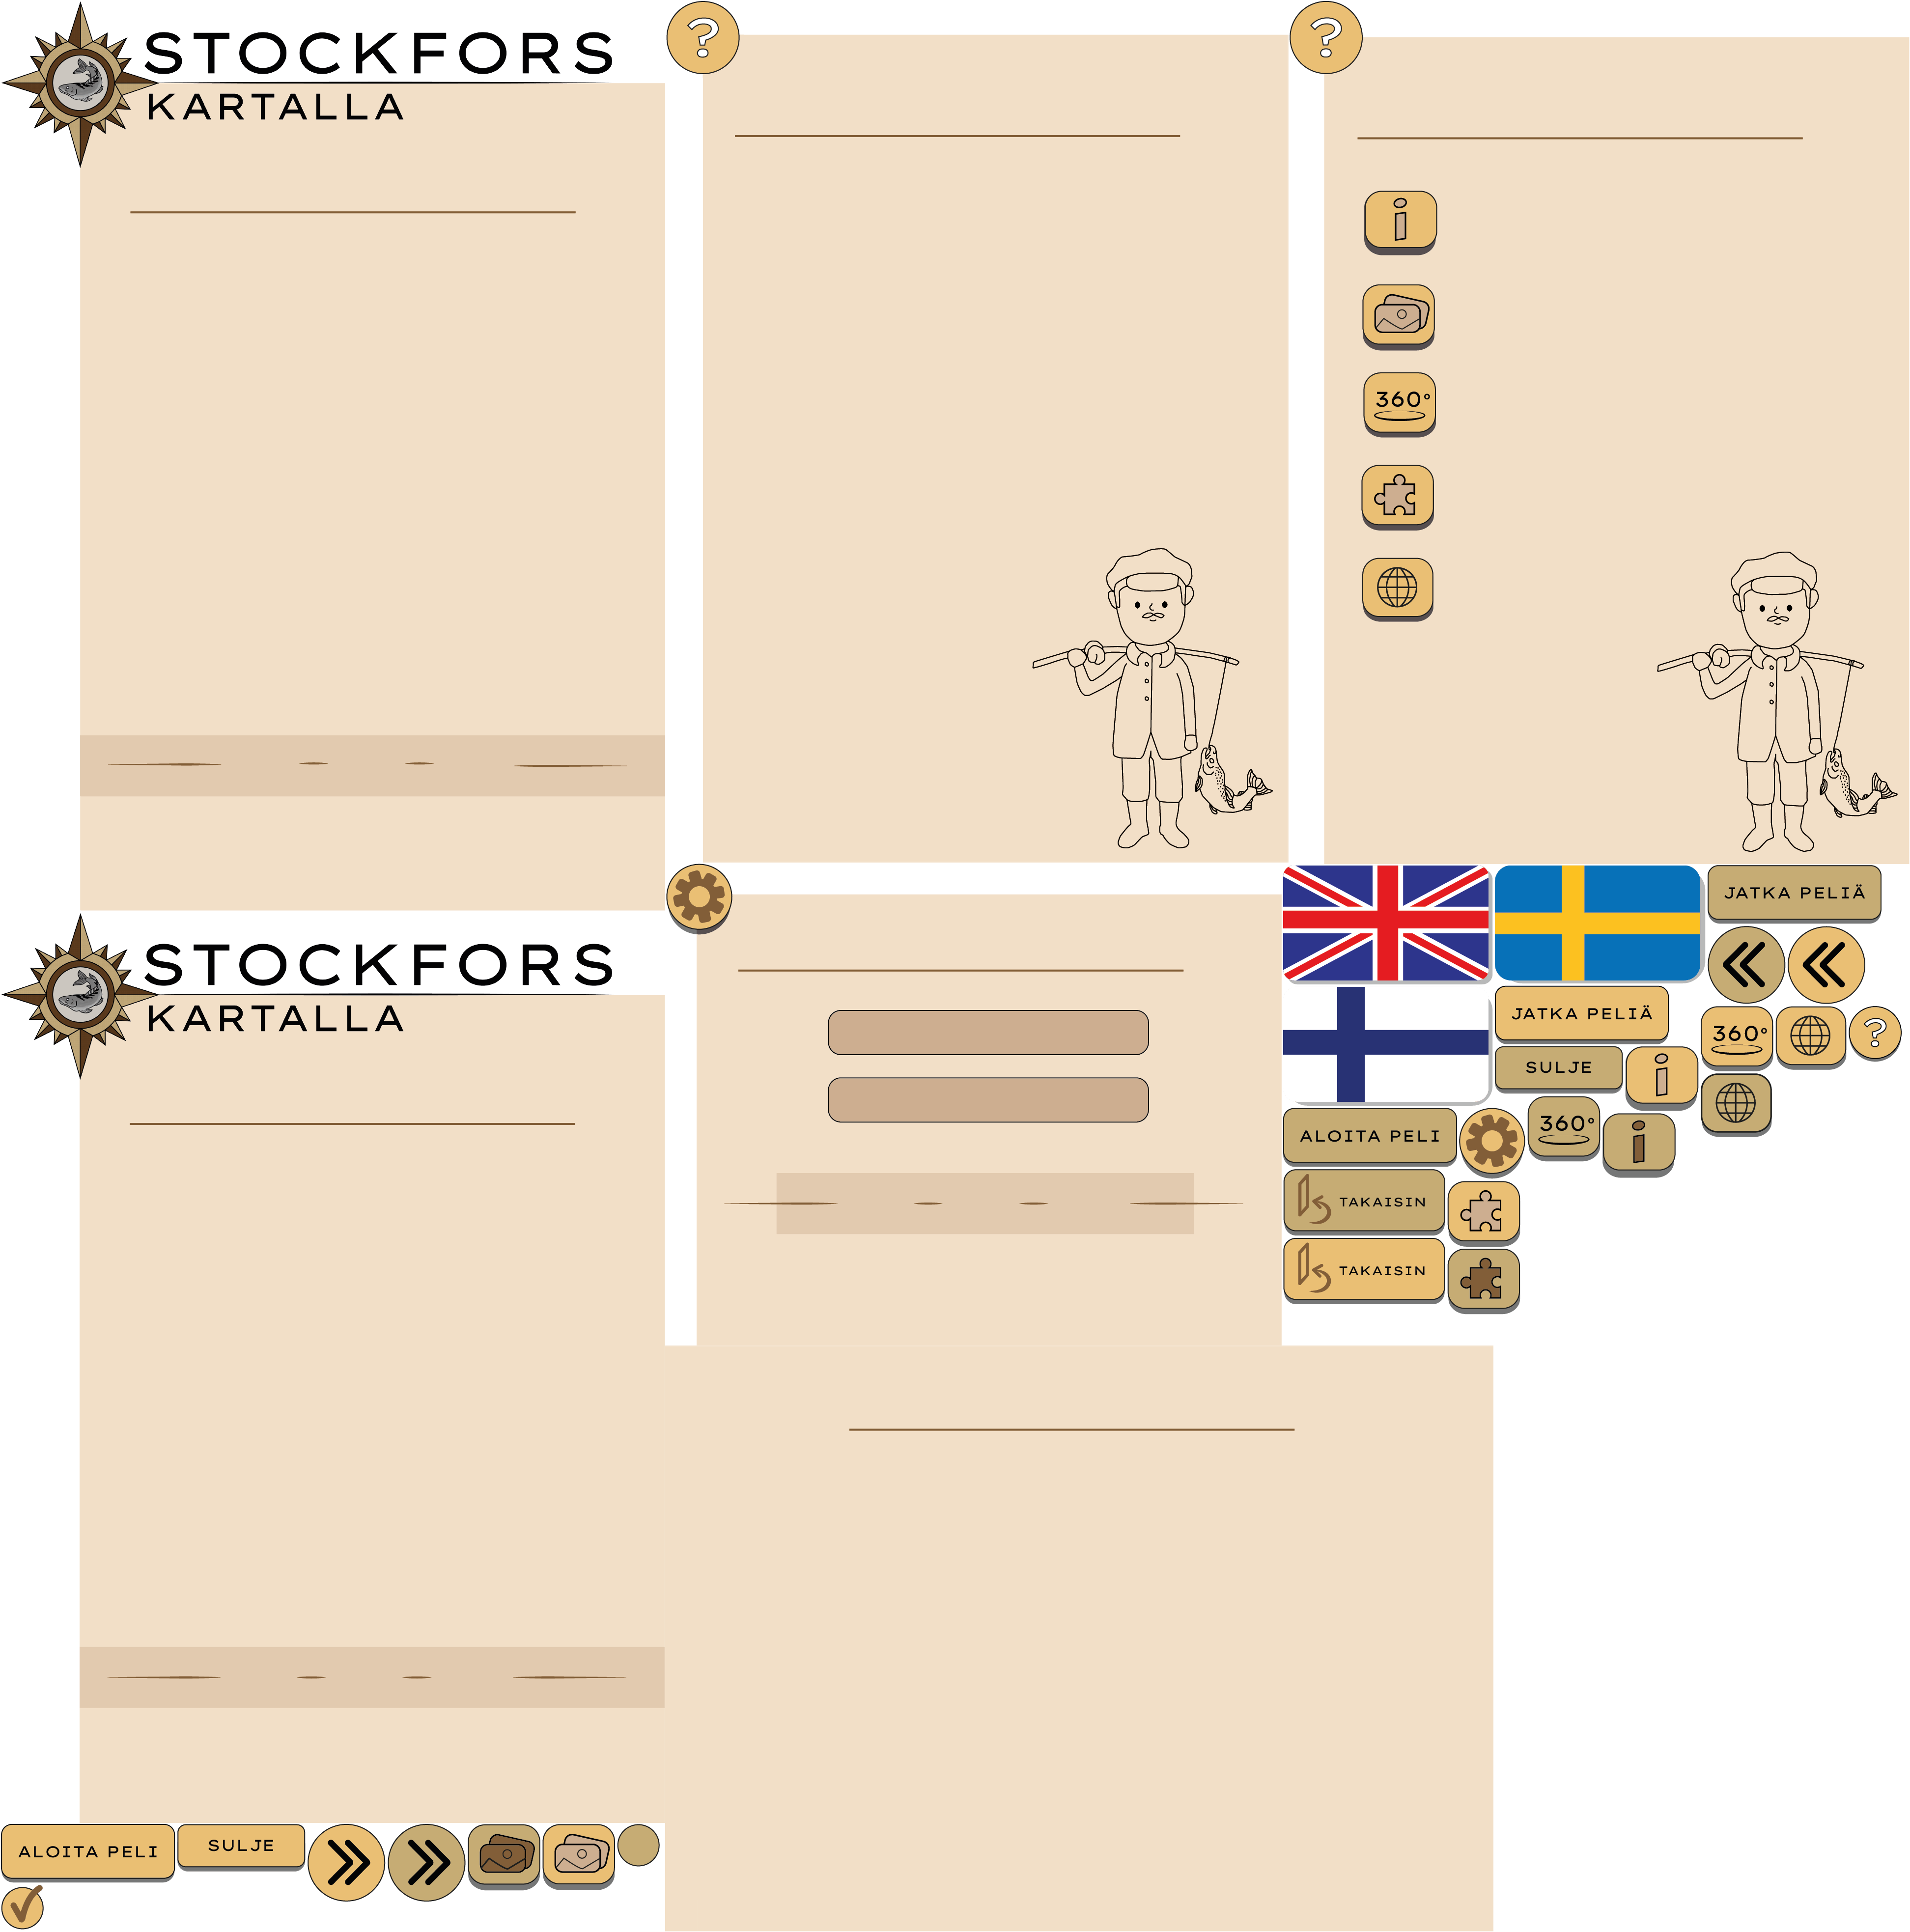 STOCKFORS
KARTALLA
?
?
i
360°
STOCKFORS
KARTALLA
JATKA PELIÄ
JATKA PELIÄ
360°
?
SULJE
i
ALOITA PELI
360°
i
TAKAISIN
TAKAISIN
ALOITA PELI
SULJE